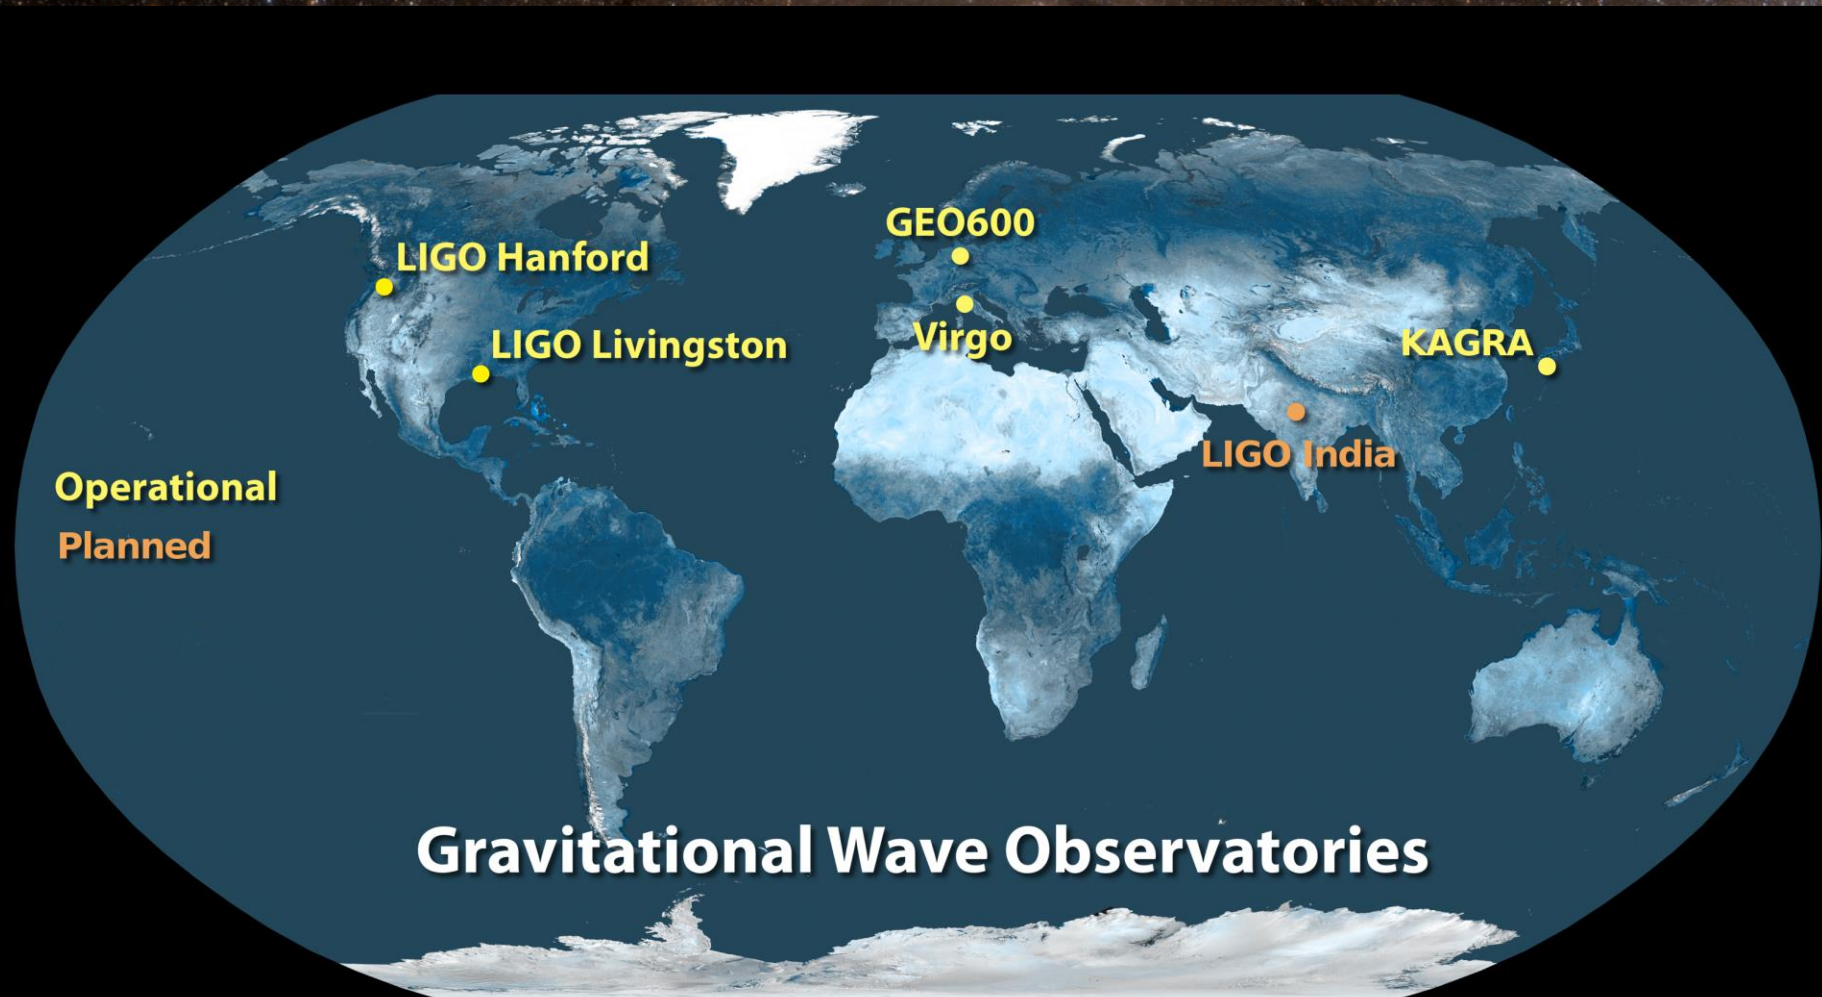 GEO600
LIGO Hanford
Virgo
LIGO Livingston
KAGRA
LIGO India
Operational
Planned
Gravitational Wave Observatories